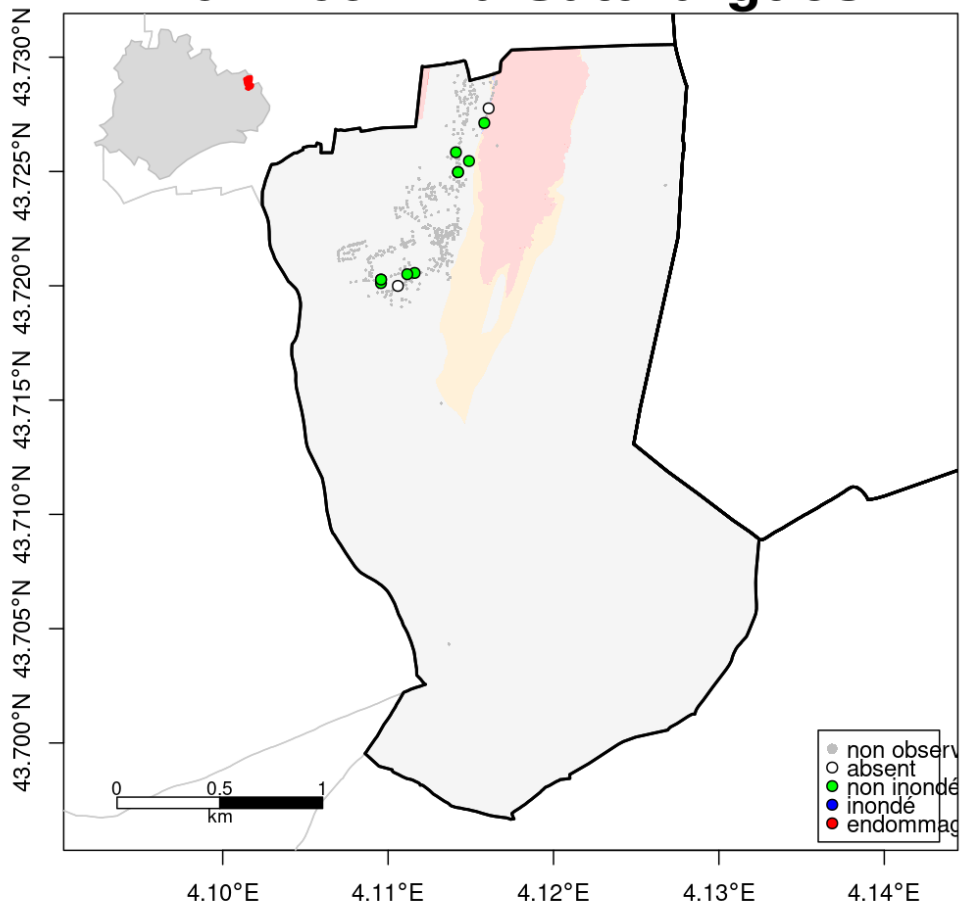 43.730°N
43.725°N
43.720°N
43.715°N
43.710°N
43.705°N
43.700°N
0 0.5 1
km
non observ
absent
non inondé
inondé
endommag
4.10°E 4.11°E 4.12°E 4.13°E 4.14°E